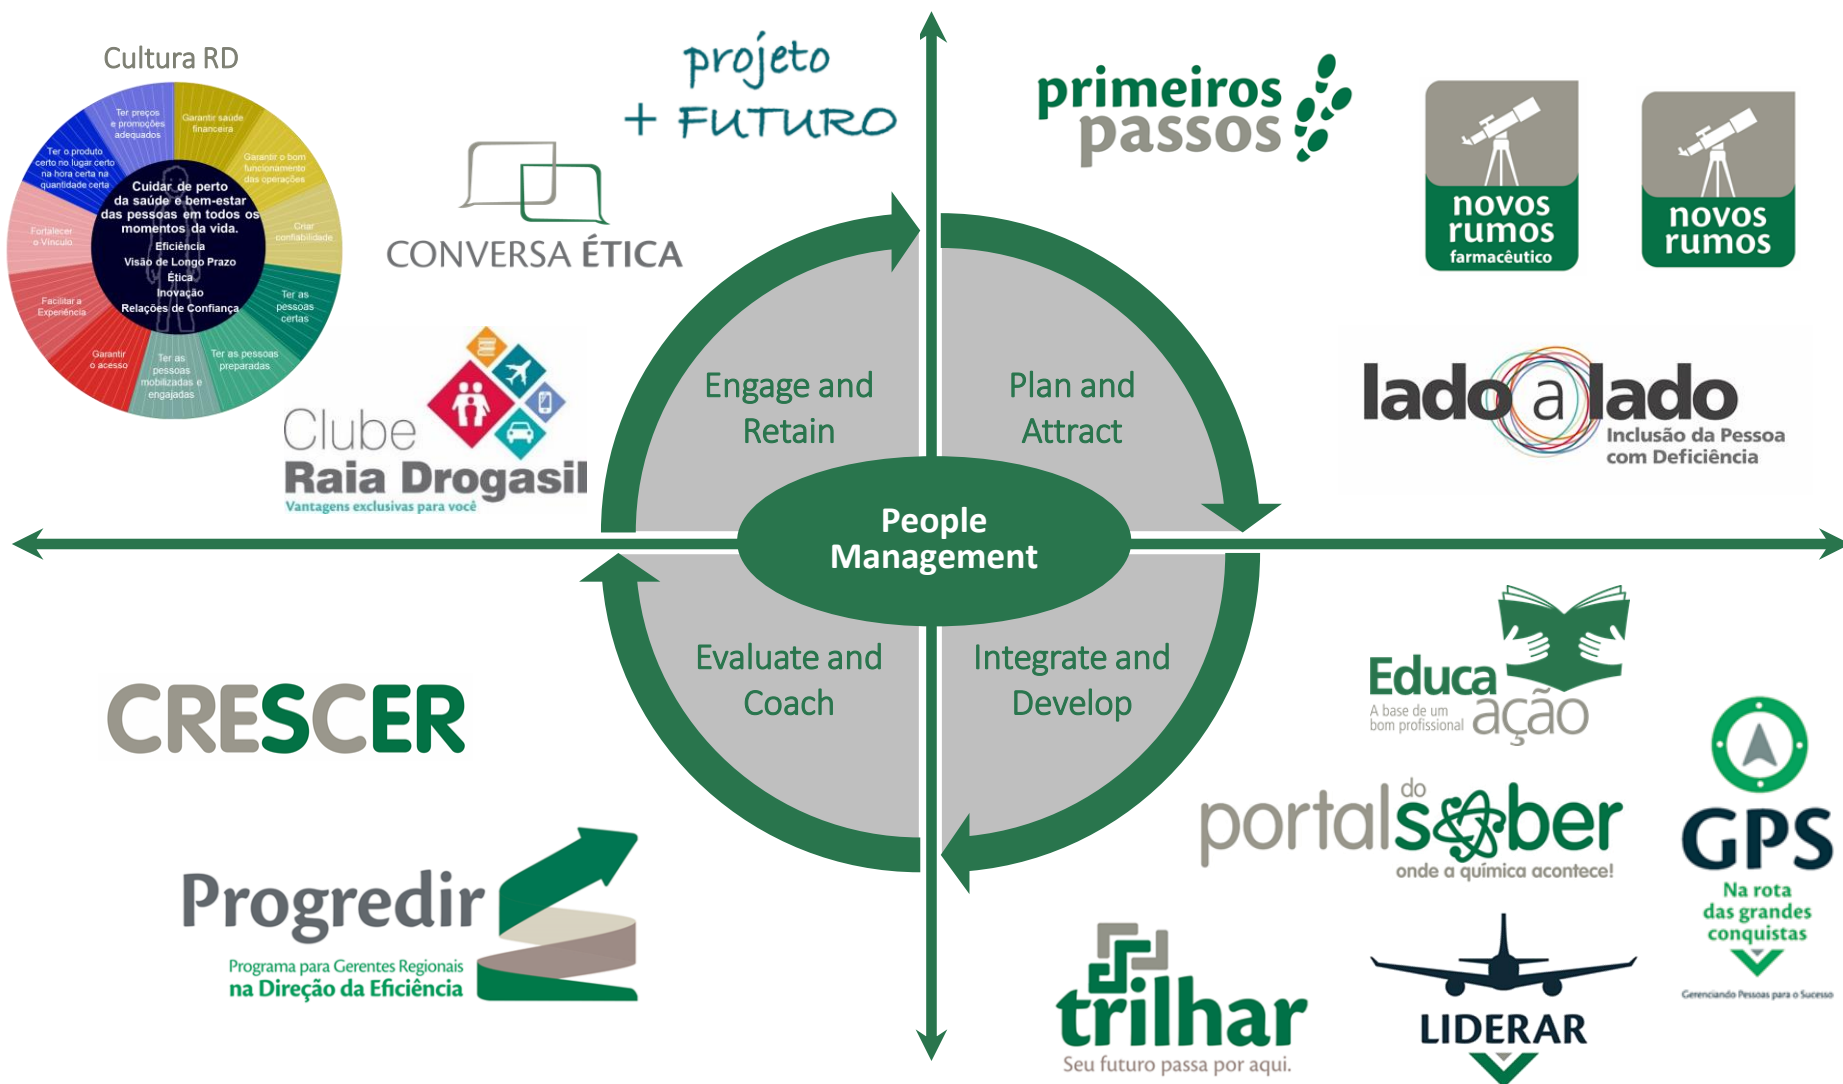 Cultura RD
Ter preços
e promoções
adequados
Garantir saúde
financeira
Ter o produto
certo no lugar certo
na hora certa na
quantidade certa
Garantir o bom
funcionamento
das operações
Cuidar de perto
da saúde e bem-estar
das pessoas em todos os
momentos da vida.
Eficiência
Visão de Longo Prazo
Ética
Inovação
Relações de Confiança
Fortalecer
o Vínculo
Criar
confiabilidade
Facilitar a
Experiência
Ter as
pessoas
certas
Garantir
o acesso
Ter as
pessoas
mobilizadas e
engajadas
Ter as pessoas
preparadas
projeto
+ FUTURO
CONVERSA ÉTICA
Clube
Raia Drogasil
Vantagens exclusivas para você
primeiros
passos
novos
rumos
farmacêutico
novos
rumos
lado a lado
Inclusão da Pessoa
com Deficiência
Engage and
Retain
Plan and
Attract
People
Management
Evaluate and
Coach
Integrate and
Develop
CRESCER
Progredir
Programa para Gerentes Regionais
na Direção da Eficiência
Educa
ação
A base de um
bom profissional
portal do saber
onde a química acontece!
GPS
Na rota
das grandes
conquistas
Gerenciando Pessoas para o Sucesso
trilhar
Seu futuro passa por aqui.
LIDERAR